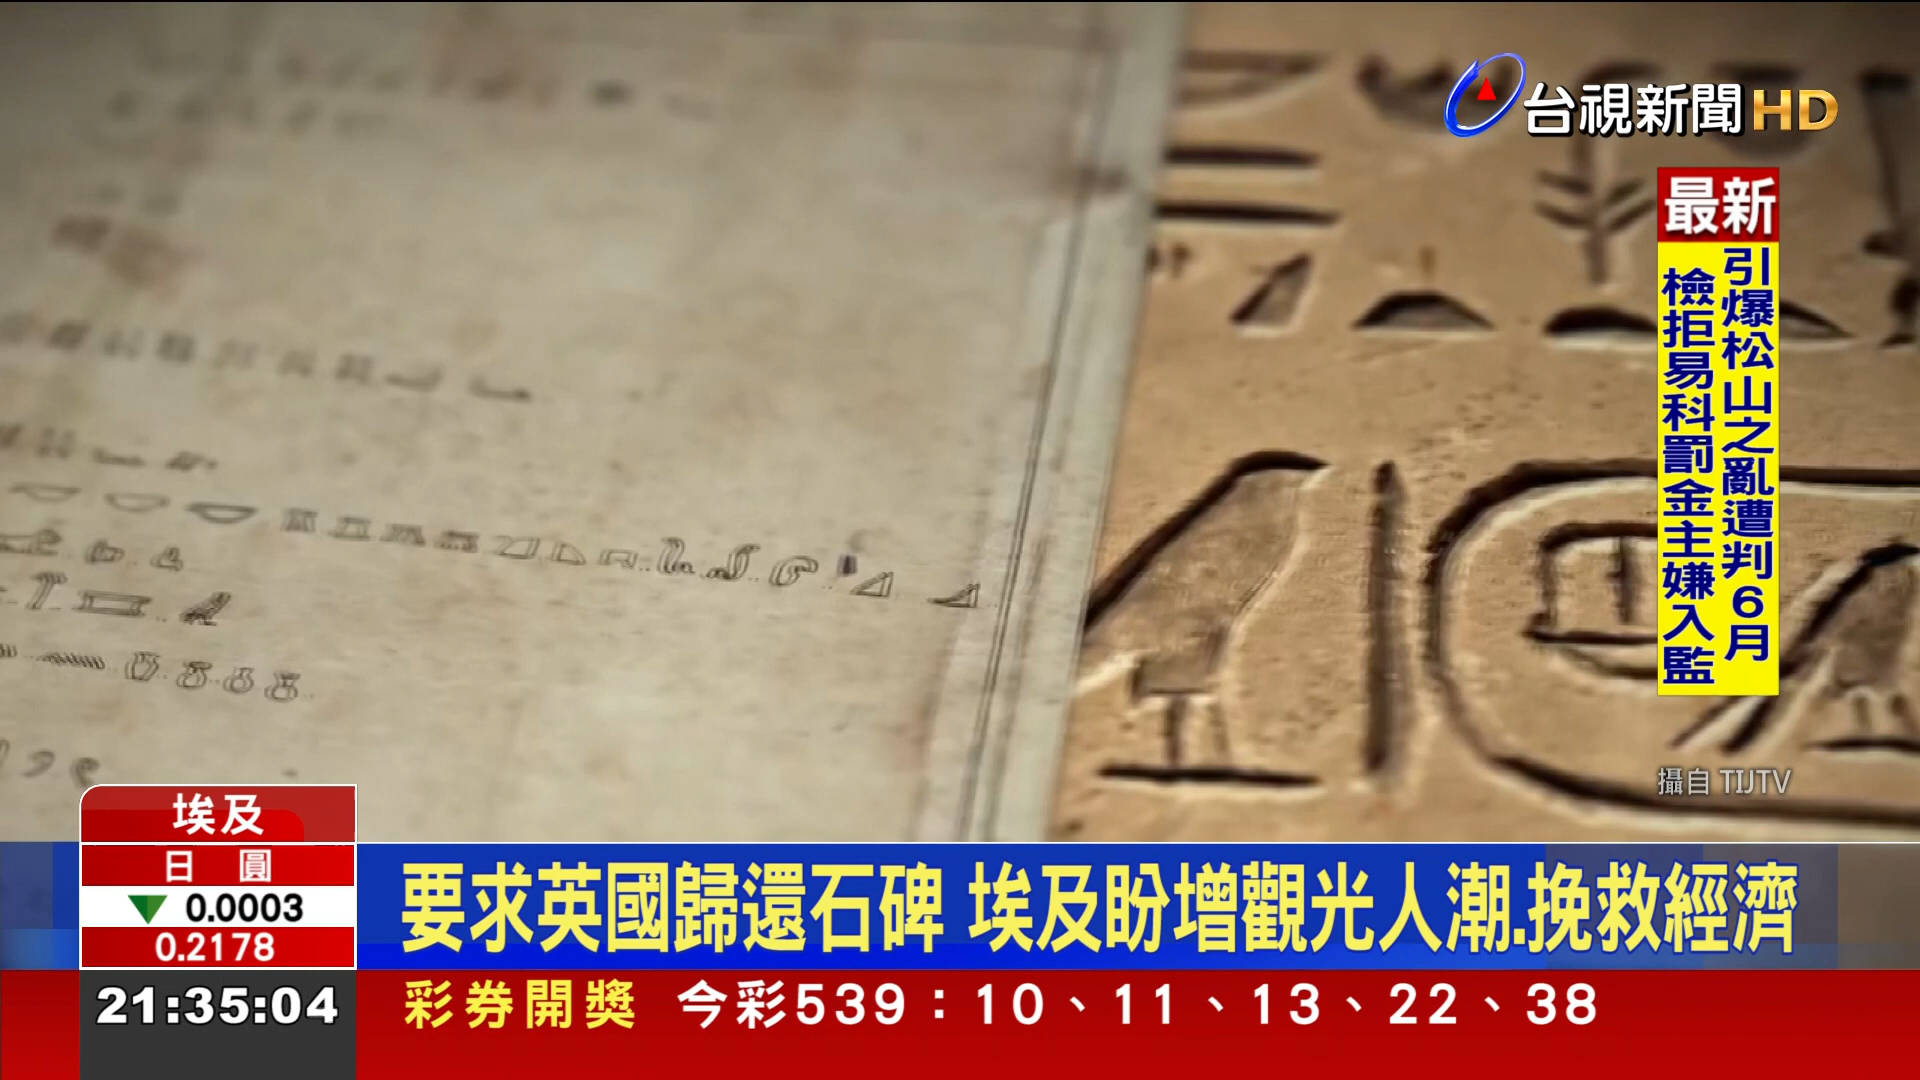 台視新聞HD
最新
引爆松山之亂遭判6月
檢拒易科罰金主嫌入監
攝自 TIJTV
埃及
日圓
0.0003
0.2178
要求英國歸還石碑 埃及盼增觀光人潮.挽救經濟
21:35:04
彩券開獎 今彩539：10、11、13、22、38